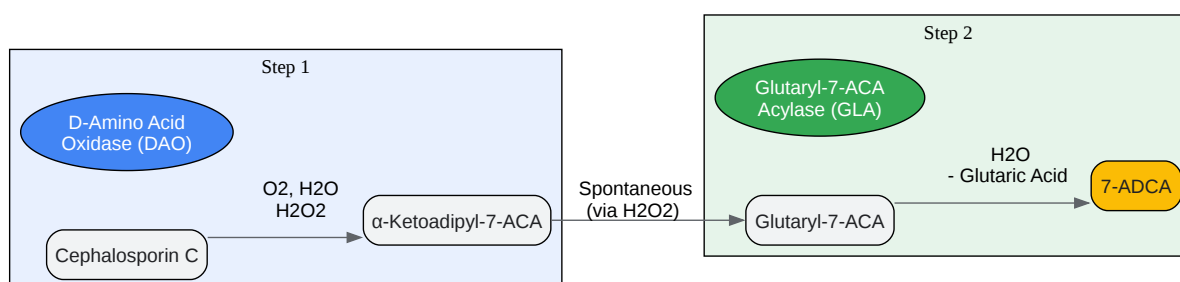 Step 1
D-Amino Acid
Oxidase (DAO)
O2, H2O
H2O2
Cephalosporin C
α-Ketoadipyl-7-ACA
Spontaneous
(via H2O2)
Step 2
Glutaryl-7-ACA
Acylase (GLA)
Glutaryl-7-ACA
H2O
- Glutaric Acid
7-ADCA